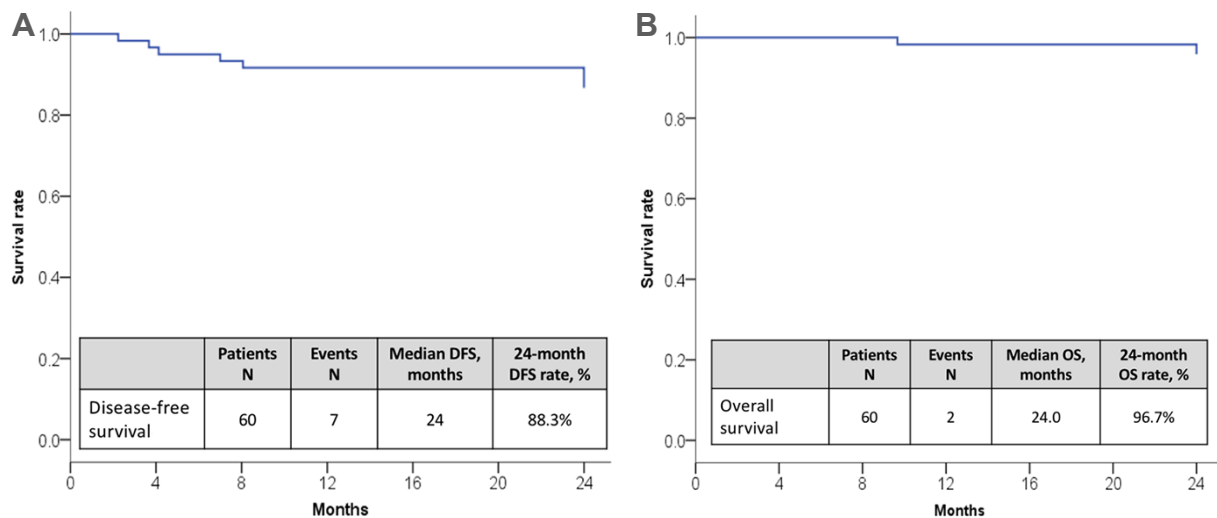 A
1.0
0.8
0.6
0.4
0.2
0.0
Survival rate
0 4 8 12 16 20 24
Months
Patients N Events N Median DFS, months 24-month DFS rate, %
Disease-free survival 60 7 24 88.3%
B
1.0
0.8
0.6
0.4
0.2
0.0
Survival rate
0 4 8 12 16 20 24
Months
Patients N Events N Median OS, months 24-month OS rate, %
Overall survival 60 2 24.0 96.7%